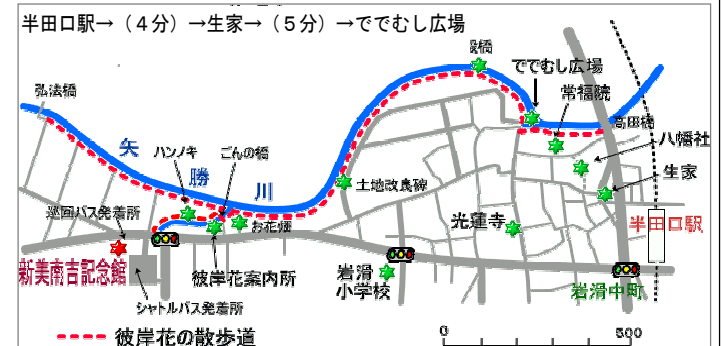 半田口駅→（４分）→生家→（５分）→ででむし広場
橋
ででむし広場
弘法橋
常福院
高田橋
矢勝川
ハンノキ
ごんの橋
八幡社
生家
土地改良碑
巡回バス発着所
お花畑
光蓮寺
半田口駅
新美南吉記念館
彼岸花案内所
岩滑
小学校
岩滑中町
シャトルバス発着所
彼岸花の散歩道
0
500